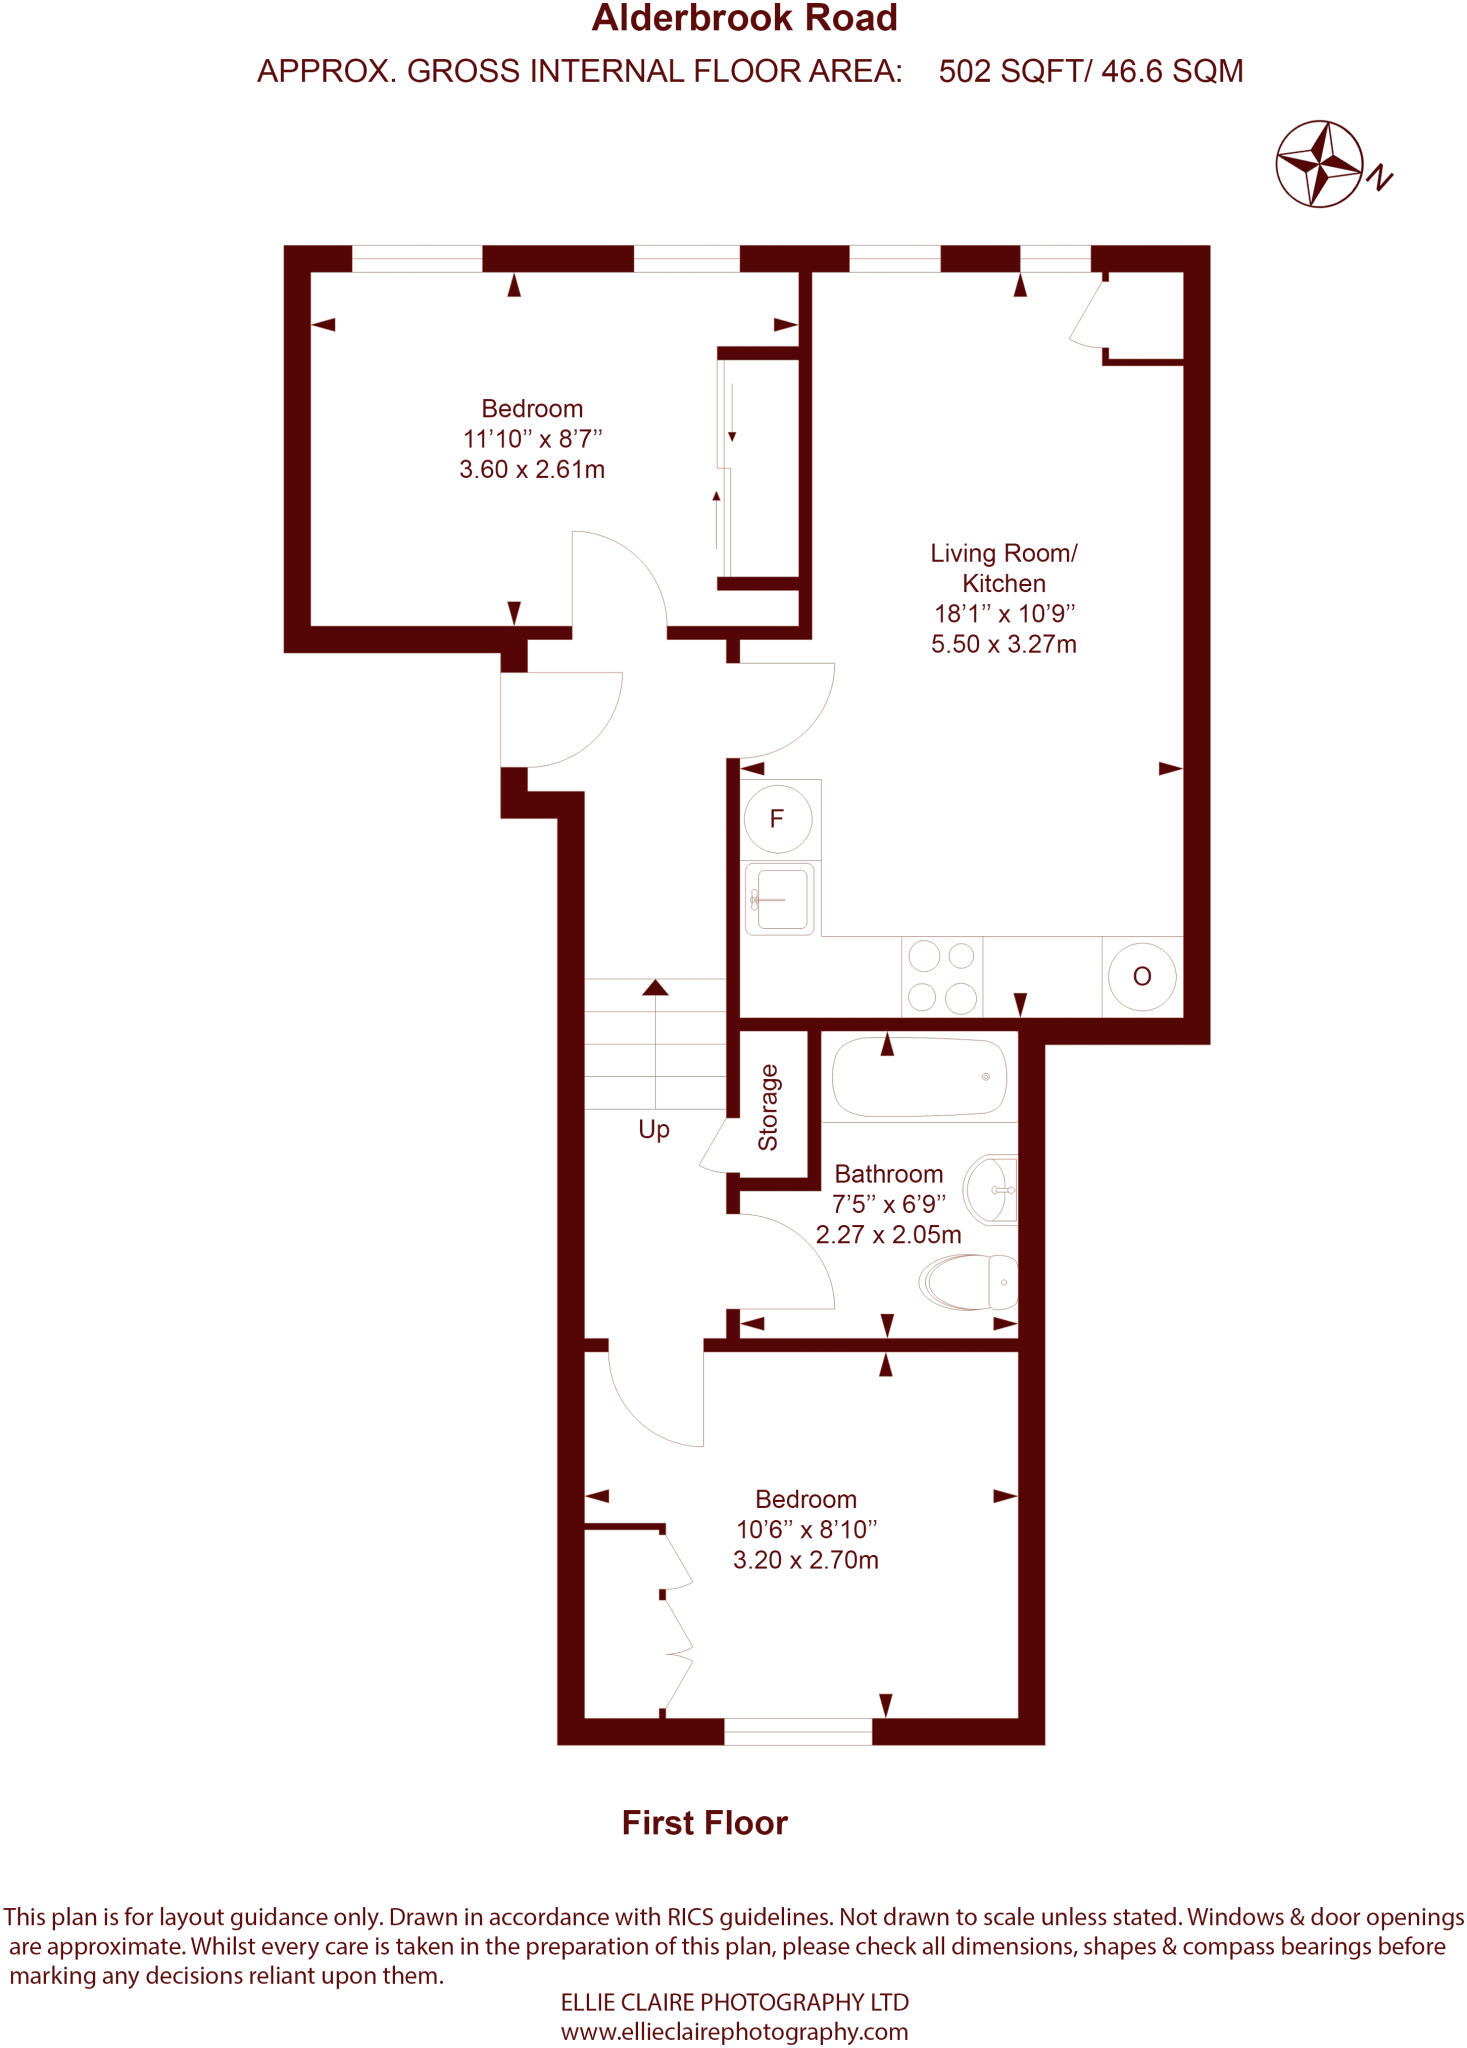 Alderbrook Road
APPROX. GROSS INTERNAL FLOOR AREA: 502 SQFT/ 46.6 SQM
N
Bedroom
11’10’’ x 8’7’’
3.60 x 2.61m
Living Room/
Kitchen
18’1’’ x 10’9’’
5.50 x 3.27m
F
O
Storage
Up
Bathroom
7’5’’ x 6’9’’
2.27 x 2.05m
Bedroom
10’6’’ x 8’10’’
3.20 x 2.70m
First Floor
This plan is for layout guidance only. Drawn in accordance with RICS guidelines. Not drawn to scale unless stated. Windows & door openings
are approximate. Whilst every care is taken in the preparation of this plan, please check all dimensions, shapes & compass bearings before
marking any decisions reliant upon them.
ELLIE CLAIRE PHOTOGRAPHY LTD
www.ellieclairephotography.com